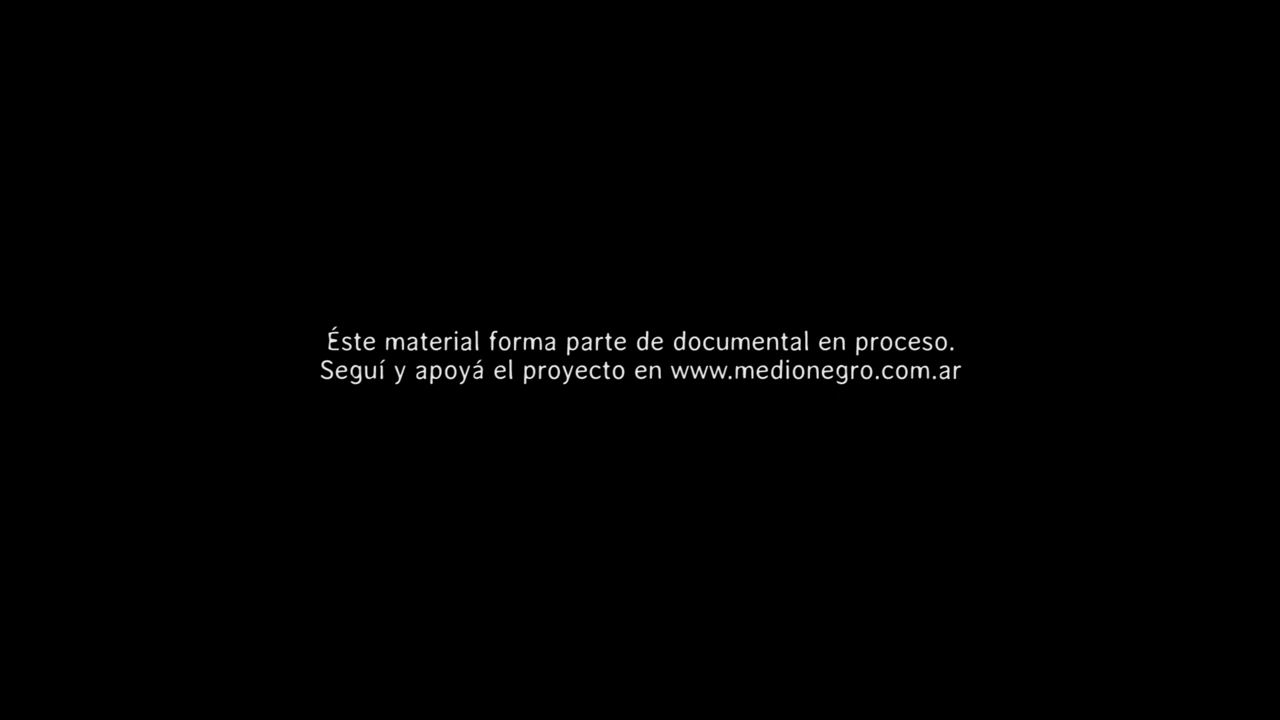 Éste material forma parte de documental en proceso.
Seguí y apoyá el proyecto en www.medionegro.com.ar